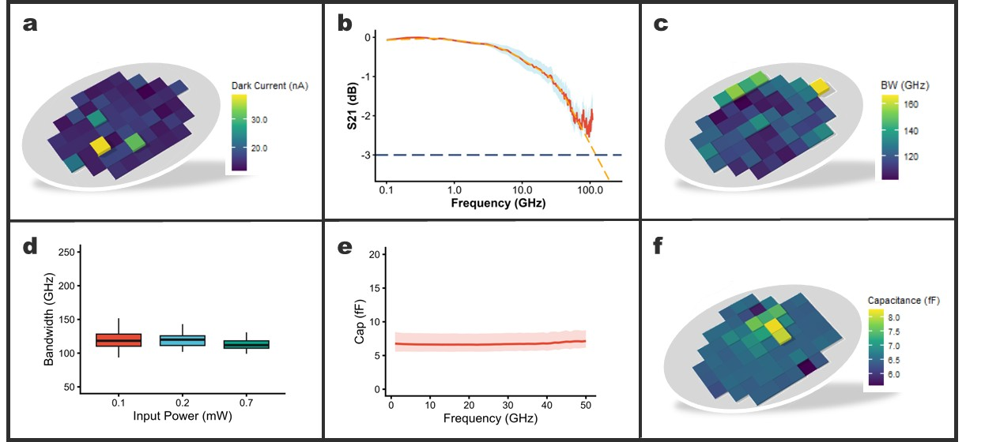 a
Dark Current (nA)
30.0
20.0
b
S21 (dB)
0
-1
-2
-3
0.1
1.0
10.0
100.0
Frequency (GHz)
c
BW (GHz)
160
140
120
d
Bandwidth (GHz)
250
200
150
100
50
0.1
0.2
0.7
Input Power (mW)
e
Cap (fF)
20
15
10
5
0
0
10
20
30
40
50
Frequency (GHz)
f
Capacitance (fF)
8.0
7.5
7.0
6.5
6.0